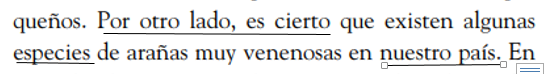 queños. Por otro lado, es cierto que existen algunas
especies de arañas muy venenosas en nuestro país. En